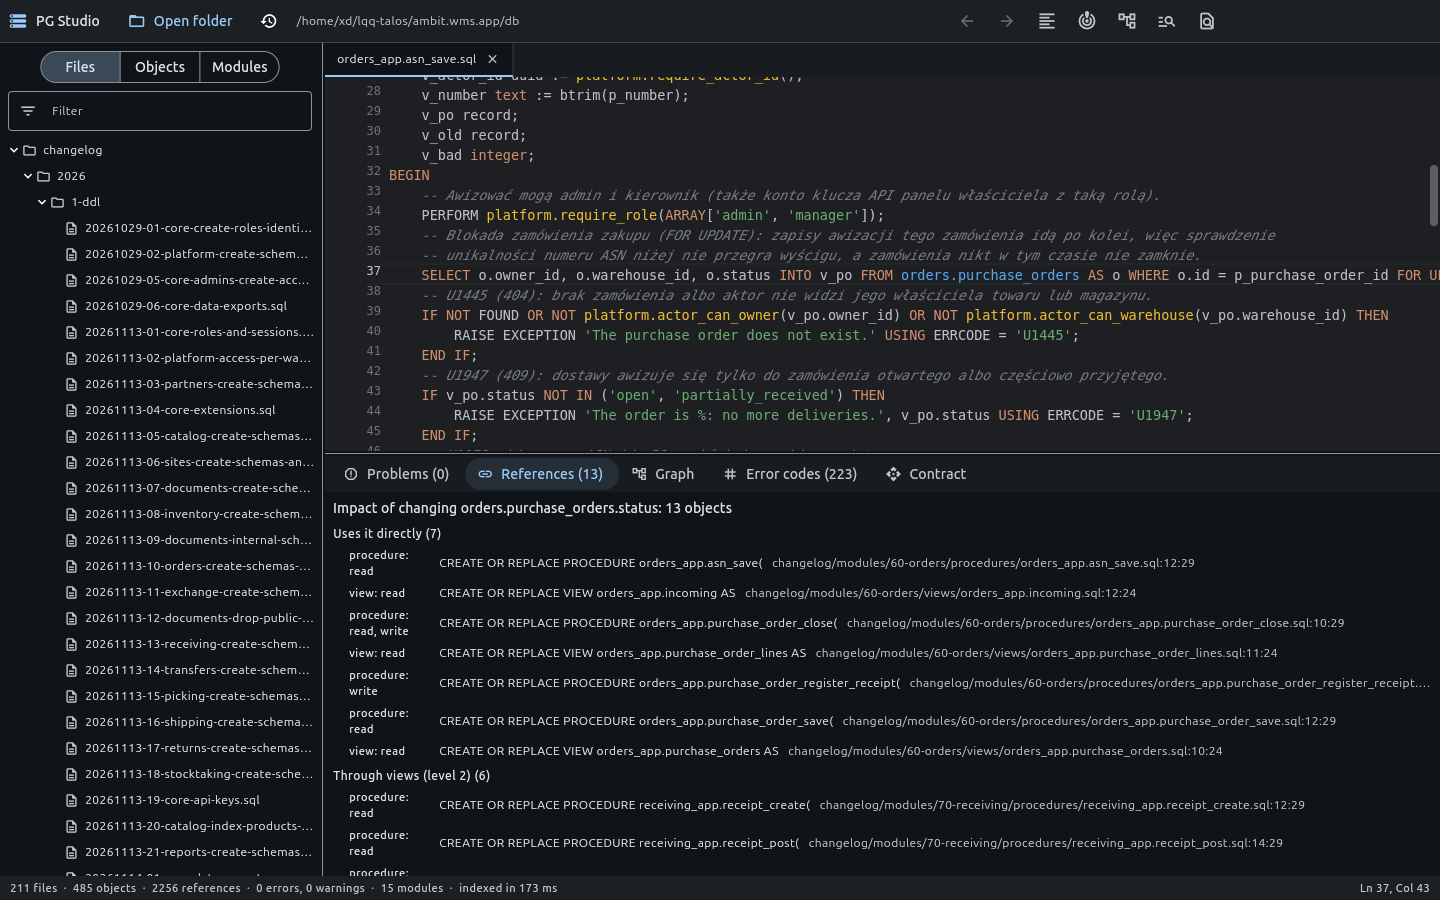 PG Studio
Open folder
/home/xd/lqq-talos/ambit.wms.app/db
Files
Objects
Modules
Filter
changelog
2026
1-ddl
20261029-01-core-create-roles-identi...
20261029-02-platform-create-schem...
20261029-05-core-admins-create-acc...
20261029-06-core-data-exports.sql
20261113-01-core-roles-and-sessions....
20261113-02-platform-access-per-wa...
20261113-03-partners-create-schema...
20261113-04-core-extensions.sql
20261113-05-catalog-create-schemas...
20261113-06-sites-create-schemas-an...
20261113-07-documents-create-sche...
20261113-08-inventory-create-schem...
20261113-09-documents-internal-sch...
20261113-10-orders-create-schemas-...
20261113-11-exchange-create-schem...
20261113-12-documents-drop-public-...
20261113-13-receiving-create-schem...
20261113-14-transfers-create-schem...
20261113-15-picking-create-schemas...
20261113-16-shipping-create-schema...
20261113-17-returns-create-schemas...
20261113-18-stocktaking-create-sche...
20261113-19-core-api-keys.sql
20261113-20-catalog-index-products-...
20261113-21-reports-create-schemas...
orders_app.asn_save.sql
28 v_number text := btrim(p_number);
29 v_po record;
30 v_old record;
31 v_bad integer;
32 BEGIN
33 -- Awizować mogą admin i kierownik (także konto klucza API panelu właściciela z taką rolą).
34 PERFORM platform.require_role(ARRAY['admin', 'manager']);
35 -- Blokada zamówienia zakupu (FOR UPDATE): zapisy awizacji tego zamówienia idą po kolei, więc sprawdzenie
36 -- unikalności numeru ASN niżej nie przegra wyścigu, a zamówienia nikt w tym czasie nie zamknie.
37 SELECT o.owner_id, o.warehouse_id, o.status INTO v_po FROM orders.purchase_orders AS o WHERE o.id = p_purchase_order_id FOR
38 -- U1445 (404): brak zamówienia albo aktor nie widzi jego właściciela towaru lub magazynu.
39 IF NOT FOUND OR NOT platform.actor_can_owner(v_po.owner_id) OR NOT platform.actor_can_warehouse(v_po.warehouse_id) THEN
40 RAISE EXCEPTION 'The purchase order does not exist.' USING ERRCODE = 'U1445';
41 END IF;
42 -- U1947 (409): dostawy awizuje się tylko do zamówienia otwartego albo częściowo przyjętego.
43 IF v_po.status NOT IN ('open', 'partially_received') THEN
44 RAISE EXCEPTION 'The order is %: no more deliveries.', v_po.status USING ERRCODE = 'U1947';
45 END IF;
Problems (0)
References (13)
Graph
Error codes (223)
Contract
Impact of changing orders.purchase_orders.status: 13 objects
Uses it directly (7)
procedure: read
CREATE OR REPLACE PROCEDURE orders_app.asn_save( changelog/modules/60-orders/procedures/orders_app.asn_save.sql:12:29
view: read CREATE OR REPLACE VIEW orders_app.incoming AS changelog/modules/60-orders/views/orders_app.incoming.sql:12:24
procedure: read, write
CREATE OR REPLACE PROCEDURE orders_app.purchase_order_close( changelog/modules/60-orders/procedures/orders_app.purchase_order_close.sql:10:29
view: read CREATE OR REPLACE VIEW orders_app.purchase_order_lines AS changelog/modules/60-orders/views/orders_app.purchase_order_lines.sql:11:24
procedure: write
CREATE OR REPLACE PROCEDURE orders_app.purchase_order_register_receipt( changelog/modules/60-orders/procedures/orders_app.purchase_order_register_receipt....
procedure: read
CREATE OR REPLACE PROCEDURE orders_app.purchase_order_save( changelog/modules/60-orders/procedures/orders_app.purchase_order_save.sql:12:29
view: read CREATE OR REPLACE VIEW orders_app.purchase_orders AS changelog/modules/60-orders/views/orders_app.purchase_orders.sql:10:24
Through views (level 2) (6)
procedure: read
CREATE OR REPLACE PROCEDURE receiving_app.receipt_create( changelog/modules/70-receiving/procedures/receiving_app.receipt_create.sql:12:29
procedure: read
CREATE OR REPLACE PROCEDURE receiving_app.receipt_post( changelog/modules/70-receiving/procedures/receiving_app.receipt_post.sql:14:29
procedure:
211 files · 485 objects · 2256 references · 0 errors, 0 warnings · 15 modules · indexed in 173 ms
Ln 37, Col 43